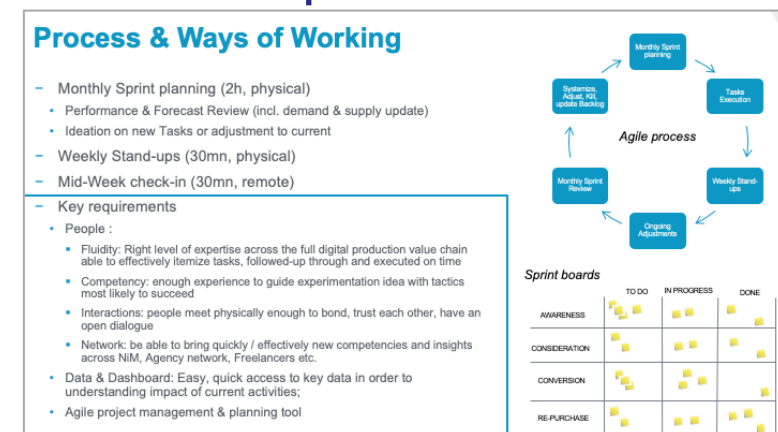 Process & Ways of Working
– Monthly Sprint planning (2h, physical)
• Performance & Forecast Review (incl. demand & supply update)
• Ideation on new Tasks or adjustment to current
– Weekly Stand-ups (30mn, physical)
– Mid-Week check-in (30mn, remote)
– Key requirements
• People :
▪ Fluidity: Right level of expertise across the full digital production value chain
able to effectively itemize tasks, followed-up through and executed on time
▪ Competency: enough experience to guide experimentation idea with tactics
most likely to succeed
▪ Interactions: people meet physically enough to bond, trust each other, have an
open dialogue
▪ Network: be able to bring quickly / effectively new competencies and insights
across NiM, Agency network, Freelancers etc.
• Data & Dashboard: Easy, quick access to key data in order to
understanding impact of current activities;
• Agile project management & planning tool
Monthly Sprint
planning
Tasks
Execution
Weekly Stand-
ups
Ongoing
Adjustments
Monthly Sprint
Review
Systemize,
Adjust, Kill,
update Backlog
Agile process
Sprint boards
TO DO IN PROGRESS DONE
AWARENESS
CONSIDERATION
CONVERSION
RE-PURCHASE